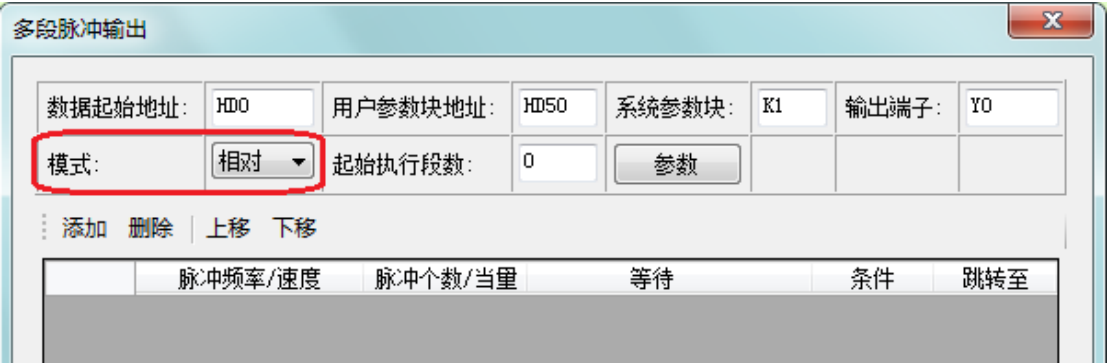 多段脉冲输出
数据起始地址: HD0 用户参数块地址: HD50 系统参数块: K1 输出端子: Y0
模式: 相对 起始执行段数: 0 参数
添加 删除 上移 下移
脉冲频率/速度 脉冲个数/当量 等待 条件 跳转至